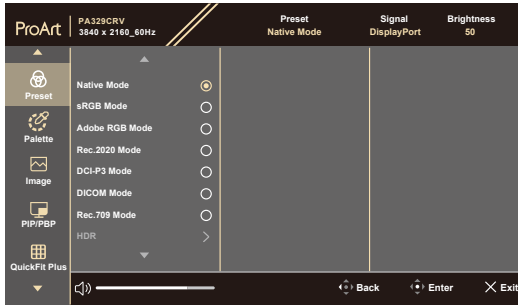 ProArt
PA329CRV
3840 x 2160_60Hz
Preset
Native Mode
Signal
DisplayPort
Brightness
50
Preset
Palette
Image
PIP/PBP
QuickFit Plus
Native Mode
sRGB Mode
Adobe RGB Mode
Rec.2020 Mode
DCI-P3 Mode
DICOM Mode
Rec.709 Mode
HDR
Back
Enter
Exit